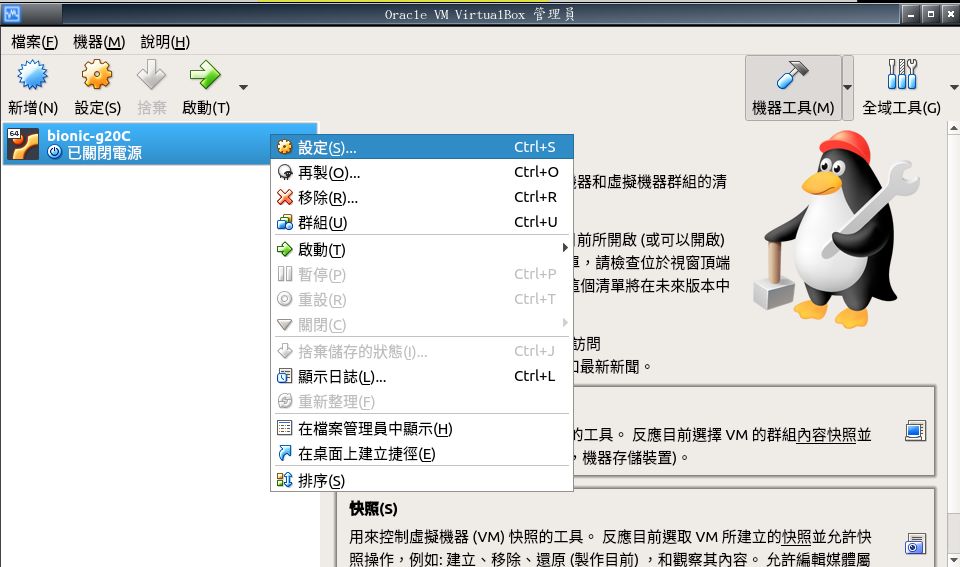 Oracle VM VirtualBox 管理員
檔案(F) 機器(M) 說明(H)
新增(N) 設定(S) 捨棄 啟動(T) 機器工具(M) 全域工具(G)
64
bionic-g20C
已關閉電源
設定(S)... Ctrl+S
再製(O)... Ctrl+O
移除(R)... Ctrl+R
群組(U) Ctrl+U
啟動(T)
暫停(P) Ctrl+P
重設(R) Ctrl+T
關閉(C)
捨棄儲存的狀態(I)... Ctrl+J
顯示日誌(L)... Ctrl+L
重新整理(F)
在檔案管理員中顯示(H)
在桌面上建立捷徑(E)
排序(S)
器和虛擬機器群組的清
前所開啟 (或可以開啟)
，請檢查位於視窗頂端
這個清單將在未來版本中
訪問
最新新聞。
的工具。 反應目前選擇 VM 的群組內容快照並
，機器存儲裝置)。
快照(S)
用來控制虛擬機器 (VM) 快照的工具。 反應目前選取 VM 所建立的快照並允許快
照操作，例如: 建立、移除、還原 (製作目前) ，和觀察其內容。 允許編輯媒體屬